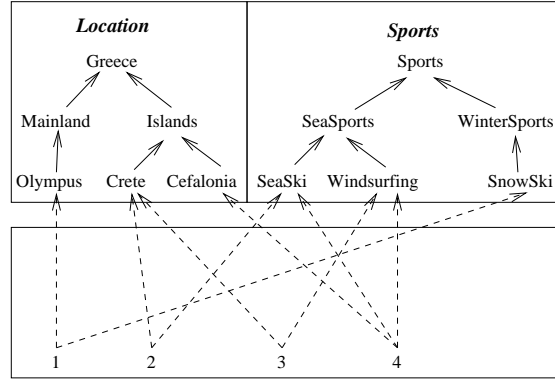 Location Sports
Greece Sports
Mainland Islands SeaSports WinterSports
Olympus Crete Cefalonia SeaSki Windsurfing SnowSki
1 2 3 4